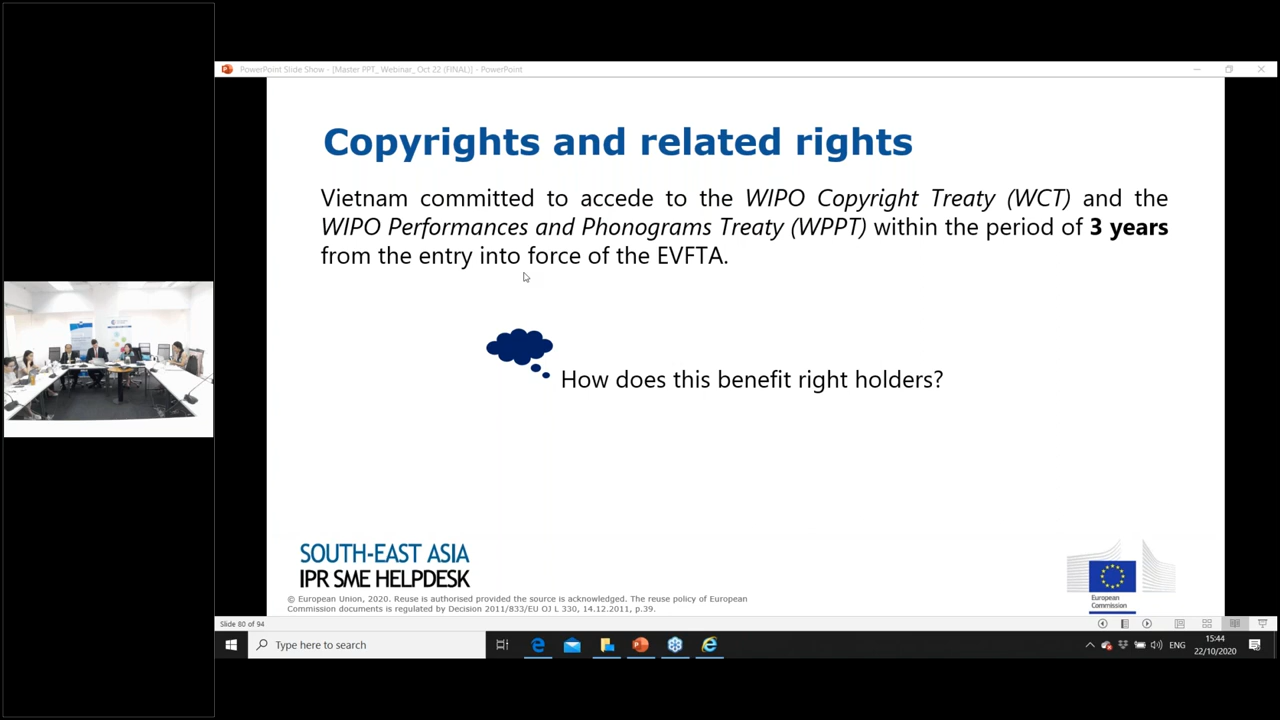 PowerPoint Slide Show - [Master PPT_ Webinar_ Oct 22 (FINAL)] - PowerPoint
Copyrights and related rights
Vietnam committed to accede to the WIPO Copyright Treaty (WCT) and the
WIPO Performances and Phonograms Treaty (WPPT) within the period of 3 years
from the entry into force of the EVFTA.
How does this benefit right holders?
SOUTH-EAST ASIA
IPR SME HELPDESK
© European Union, 2020. Reuse is authorised provided the source is acknowledged. The reuse policy of European
Commission documents is regulated by Decision 2011/833/EU OJ L 330, 14.12.2011, p.39.
European
Commission
Slide 80 of 94
Type here to search
ENG
15:44
22/10/2020